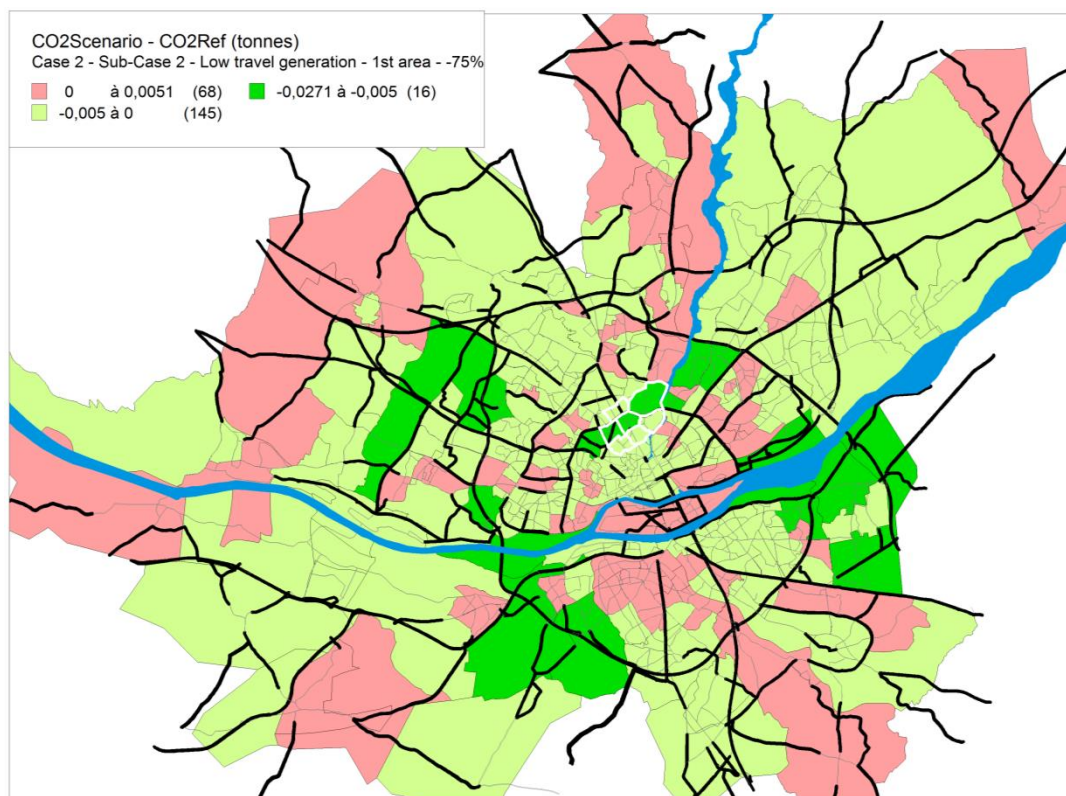 CO2Scenario - CO2Ref (tonnes)
Case 2 - Sub-Case 2 - Low travel generation - 1st area - -75%
0 à 0,0051 (68) -0,0271 à -0,005 (16)
-0,005 à 0 (145)